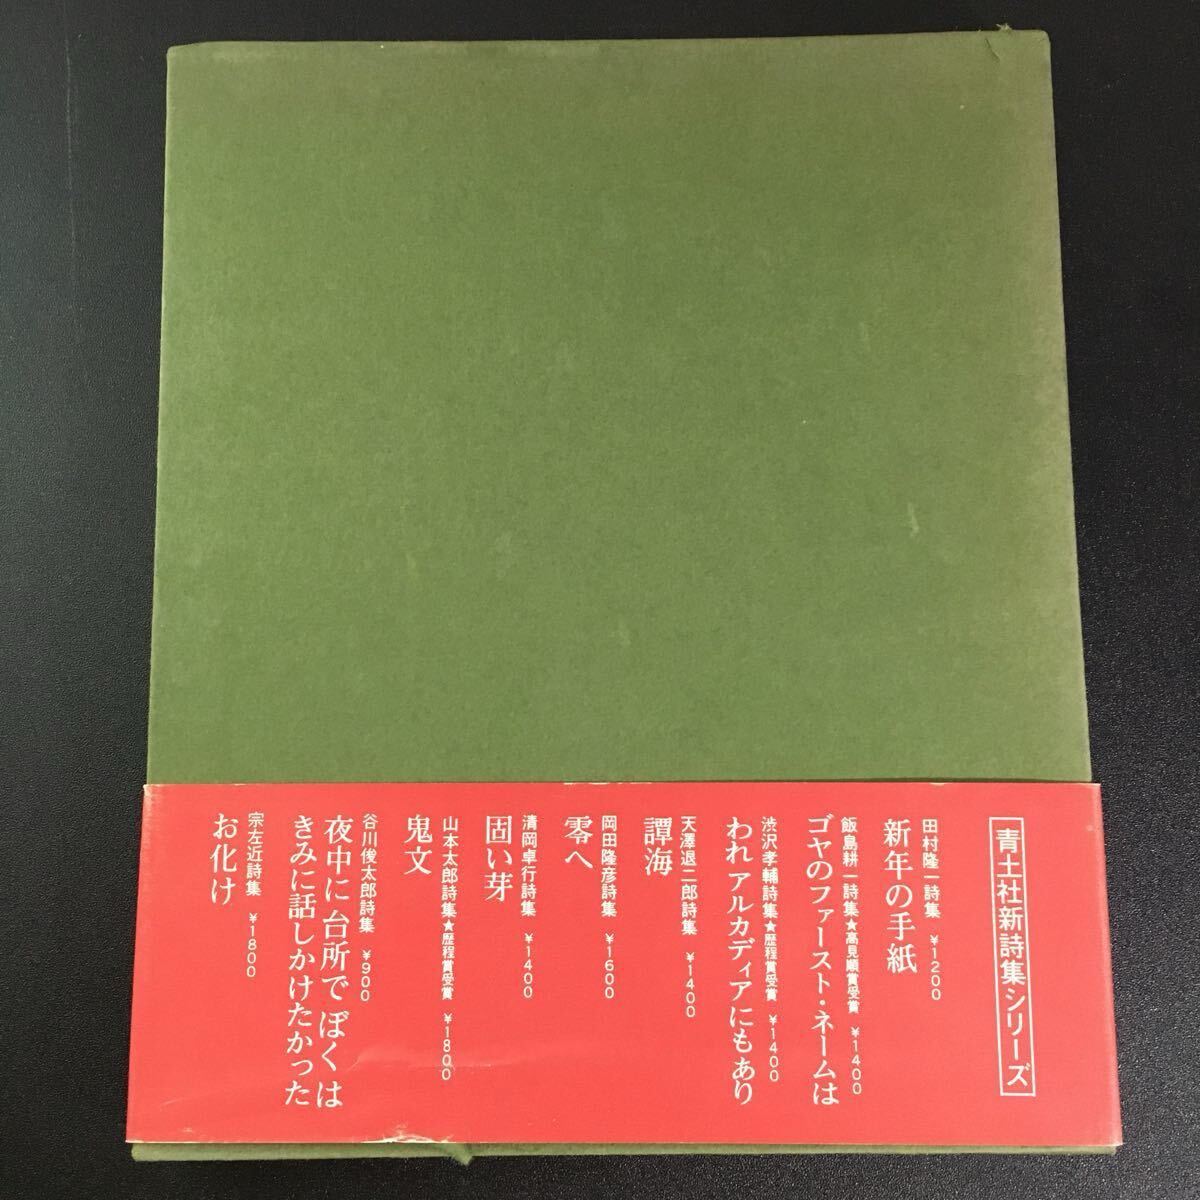 青土社新詩集シリーズ
田村隆一詩集 ¥1200
新年の手紙
飯島耕一詩集★高見順賞受賞 ¥1400
ゴヤのファースト・ネームは
渋沢孝輔詩集★歴程賞受賞 ¥1400
われアルカディアにもあり
天澤退二郎詩集 ¥1400
譚海
岡田隆彦詩集 ¥1600
零へ
清岡卓行詩集 ¥1400
固い芽
山本太郎詩集★歴程賞受賞 ¥1800
鬼文
谷川俊太郎詩集 ¥900
夜中に台所でぼくは
きみに話しかけたかった
宗左近詩集 ¥1800
お化け